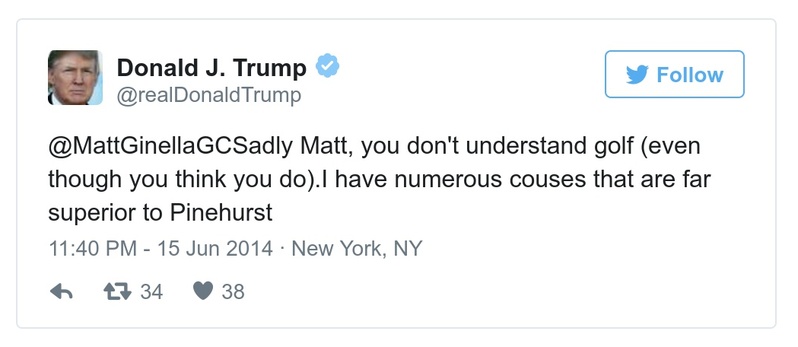 Donald J. Trump
@realDonaldTrump
Follow
@MattGinellaGCSadly Matt, you don't understand golf (even
though you think you do).I have numerous couses that are far
superior to Pinehurst
11:40 PM - 15 Jun 2014 · New York, NY
34 38